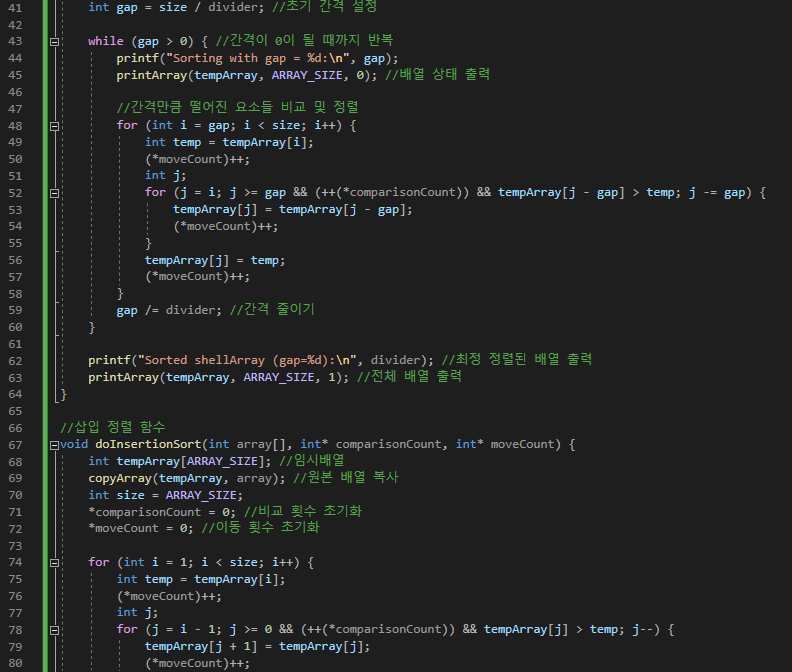 41 int gap = size / divider; //초기 간격 설정
42
43 while (gap > 0) { //간격이 0이 될 때까지 반복
44 printf("Sorting with gap = %d:\n", gap);
45 printArray(tempArray, ARRAY_SIZE, 0); //배열 상태 출력
46
47 //간격만큼 떨어진 요소들 비교 및 정렬
48 for (int i = gap; i < size; i++) {
49 int temp = tempArray[i];
50 (*moveCount)++;
51 int j;
52 for (j = i; j >= gap && (++(*comparisonCount)) && tempArray[j - gap] > temp; j -= gap) {
53 tempArray[j] = tempArray[j - gap];
54 (*moveCount)++;
55 }
56 tempArray[j] = temp;
57 (*moveCount)++;
58 }
59 gap /= divider; //간격 줄이기
60 }
61
62 printf("Sorted shellArray (gap=%d):\n", divider); //최정 정렬된 배열 출력
63 printArray(tempArray, ARRAY_SIZE, 1); //전체 배열 출력
64 }
65
66 //삽입 정렬 함수
67 void doInsertionSort(int array[], int* comparisonCount, int* moveCount) {
68 int tempArray[ARRAY_SIZE]; //임시배열
69 copyArray(tempArray, array); //원본 배열 복사
70 int size = ARRAY_SIZE;
71 *comparisonCount = 0; //비교 횟수 초기화
72 *moveCount = 0; //이동 횟수 초기화
73
74 for (int i = 1; i < size; i++) {
75 int temp = tempArray[i];
76 (*moveCount)++;
77 int j;
78 for (j = i - 1; j >= 0 && (++(*comparisonCount)) && tempArray[j] > temp; j--) {
79 tempArray[j + 1] = tempArray[j];
80 (*moveCount)++;